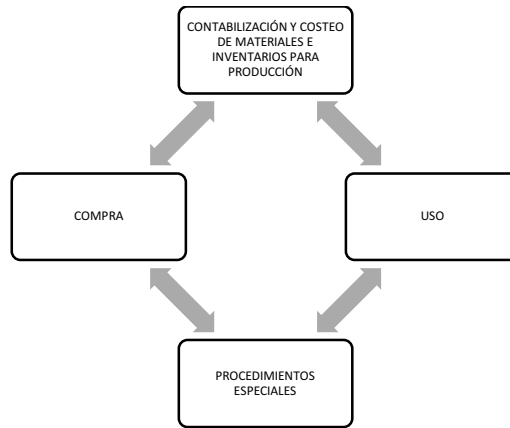 CONTABILIZACIÓN Y COSTEO
DE MATERIALES E
INVENTARIOS PARA
PRODUCCIÓN
COMPRA
USO
PROCEDIMIENTOS
ESPECIALES